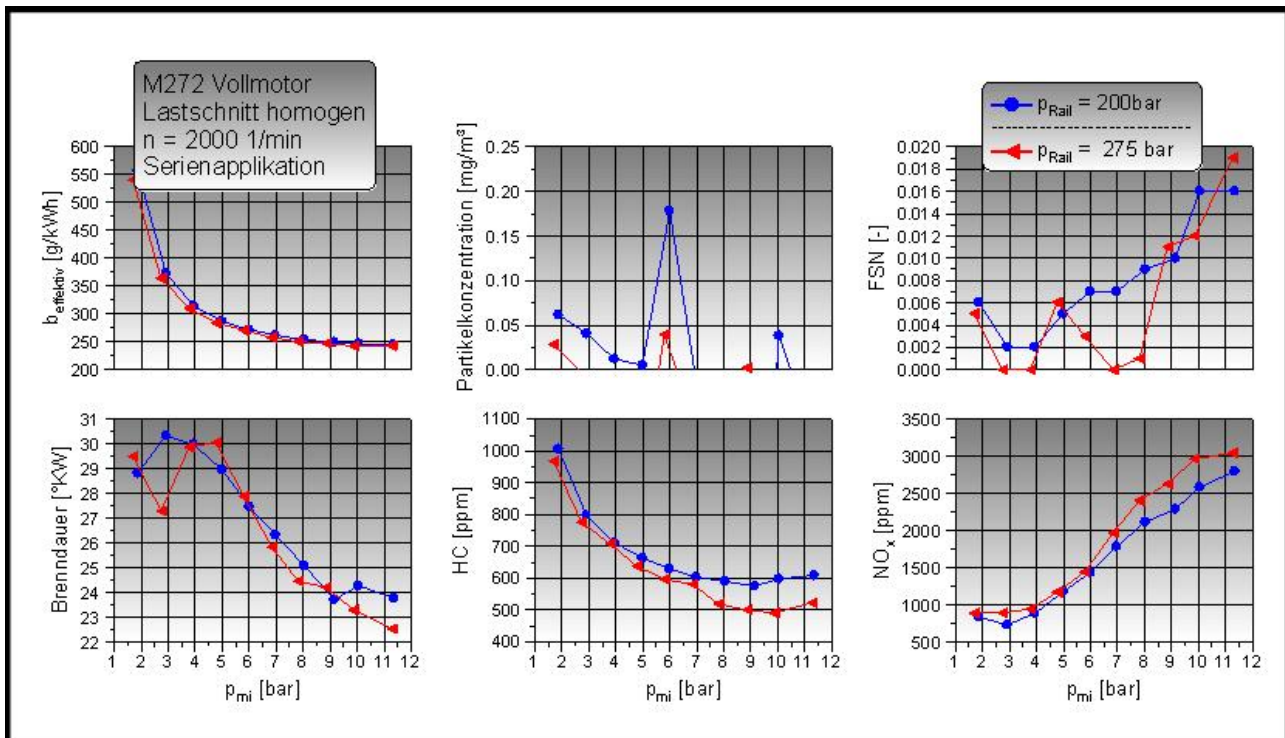 M272 Vollmotor
Lastschnitt homogen
n = 2000 1/min
Serienapplikation
p_Rail = 200bar
p_Rail = 275 bar
b_effektiv [g/kWh]
600
550
500
450
400
350
300
250
200
Partikelkonzentration [mg/m³]
0.25
0.20
0.15
0.10
0.05
0.00
FSN [-]
0.020
0.018
0.016
0.014
0.012
0.010
0.008
0.006
0.004
0.002
0.000
Brenndauer [°KW]
31
30
29
28
27
26
25
24
23
22
1 2 3 4 5 6 7 8 9 10 11 12
p_mi [bar]
HC [ppm]
1100
1000
900
800
700
600
500
400
1 2 3 4 5 6 7 8 9 10 11 12
p_mi [bar]
NO_x [ppm]
3500
3000
2500
2000
1500
1000
500
1 2 3 4 5 6 7 8 9 10 11 12
p_mi [bar]